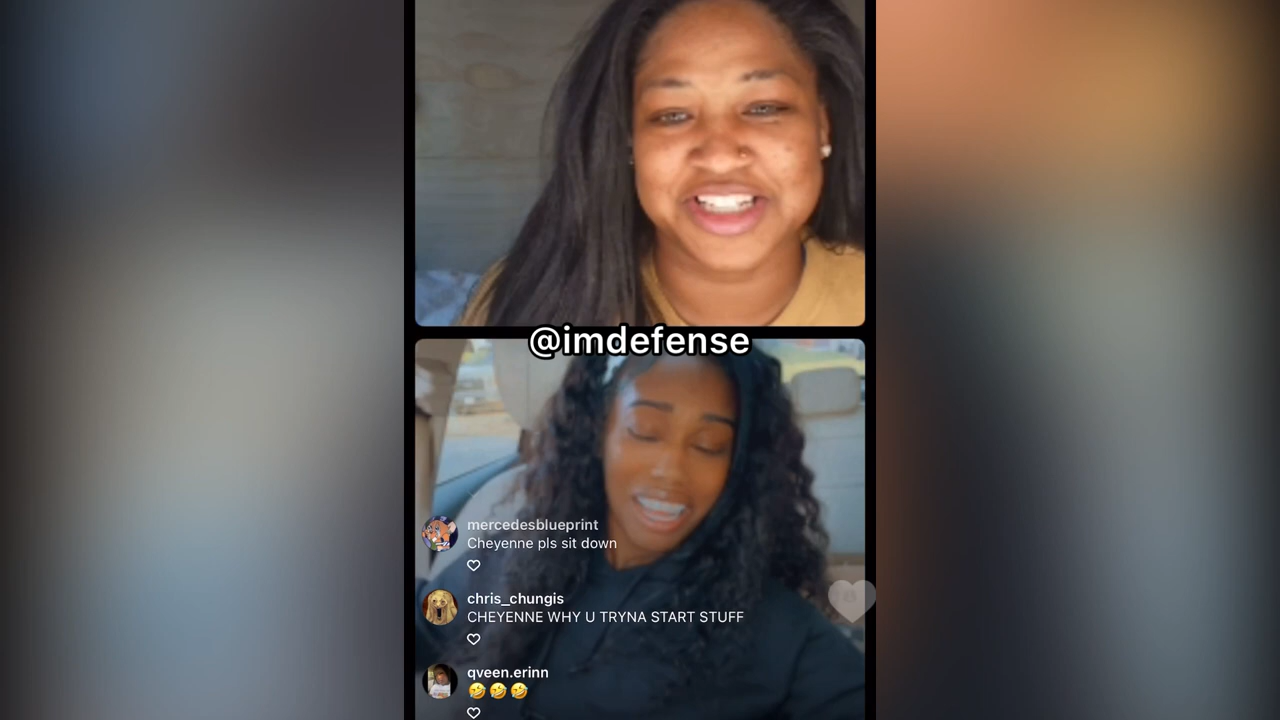 @imdefense
mercedesblueprint
Cheyenne pls sit down
chris_chungis
CHEYENNE WHY U TRYNA START STUFF
qveen.erinn
🤣🤣🤣